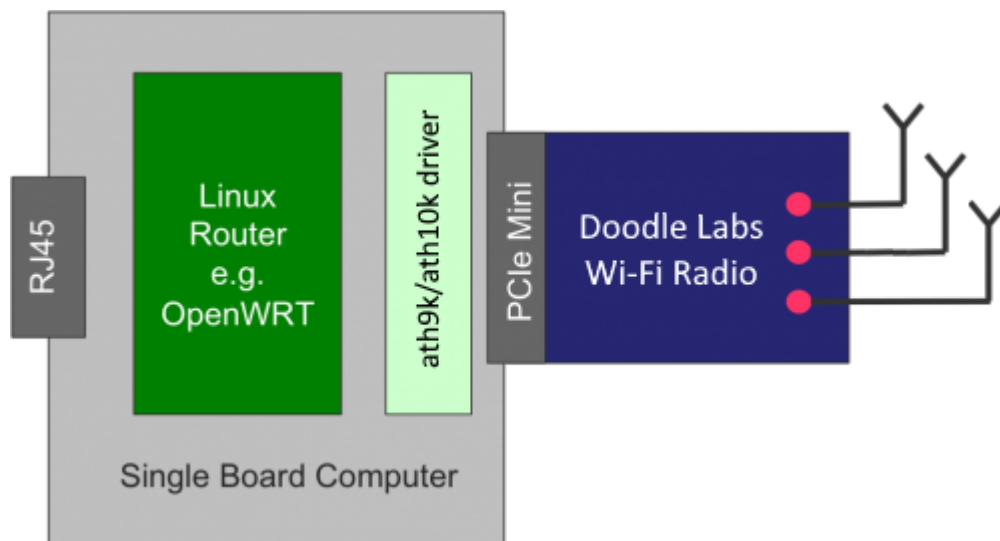 RJ45
Linux
Router
e.g.
OpenWRT
ath9k/ath10k driver
PCIe Mini
Doodle Labs
Wi-Fi Radio
Single Board Computer